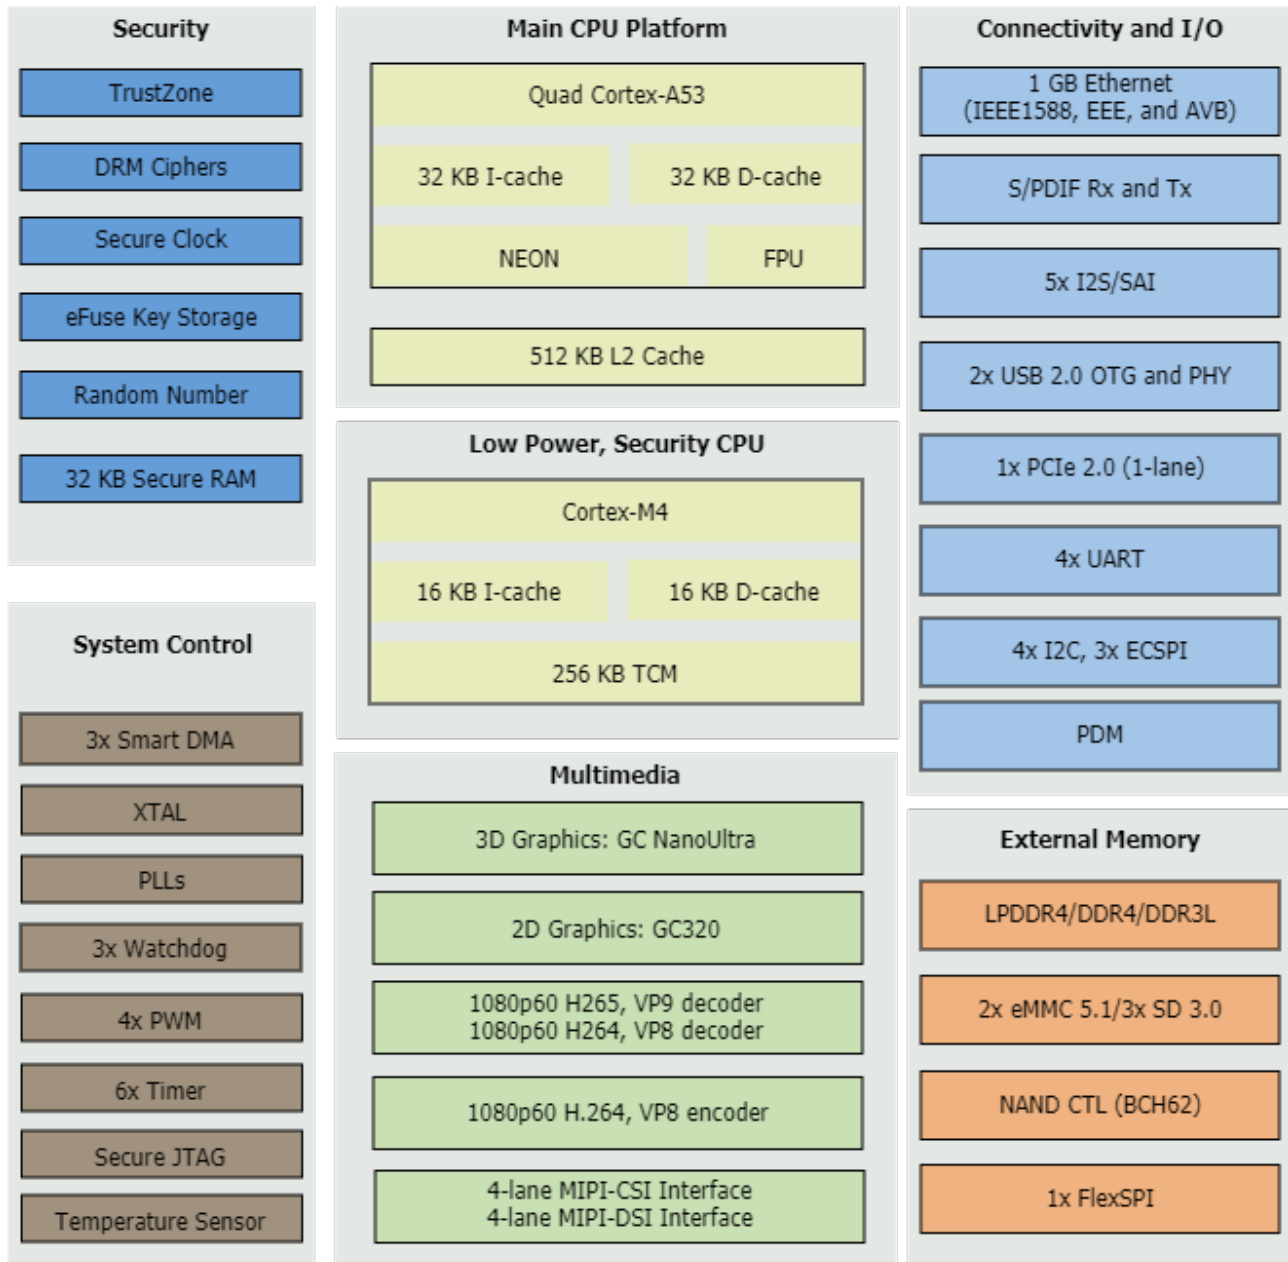 Security
TrustZone
DRM Ciphers
Secure Clock
eFuse Key Storage
Random Number
32 KB Secure RAM
System Control
3x Smart DMA
XTAL
PLLs
3x Watchdog
4x PWM
6x Timer
Secure JTAG
Temperature Sensor
Main CPU Platform
Quad Cortex-A53
32 KB I-cache
32 KB D-cache
NEON
FPU
512 KB L2 Cache
Low Power, Security CPU
Cortex-M4
16 KB I-cache
16 KB D-cache
256 KB TCM
Multimedia
3D Graphics: GC NanoUltra
2D Graphics: GC320
1080p60 H265, VP9 decoder
1080p60 H264, VP8 decoder
1080p60 H.264, VP8 encoder
4-lane MIPI-CSI Interface
4-lane MIPI-DSI Interface
Connectivity and I/O
1 GB Ethernet
(IEEE1588, EEE, and AVB)
S/PDIF Rx and Tx
5x I2S/SAI
2x USB 2.0 OTG and PHY
1x PCIe 2.0 (1-lane)
4x UART
4x I2C, 3x ECSPI
PDM
External Memory
LPDDR4/DDR4/DDR3L
2x eMMC 5.1/3x SD 3.0
NAND CTL (BCH62)
1x FlexSPI